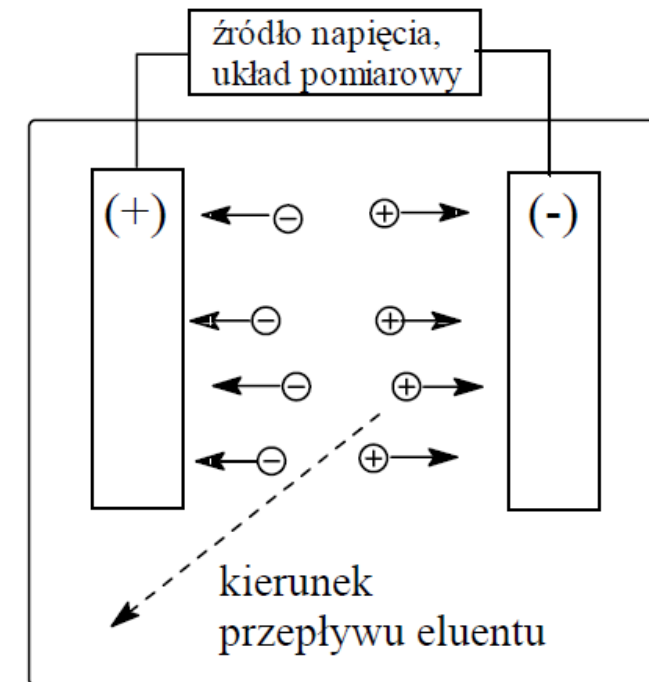 źródło napięcia,
układ pomiarowy
(+) (-)
− +
− +
− +
− +
kierunek
przepływu eluentu